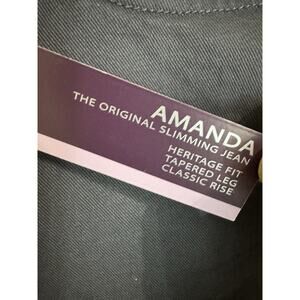 AMANDA
THE ORIGINAL SLIMMING JEAN
HERITAGE FIT
TAPERED LEG
CLASSIC RISE